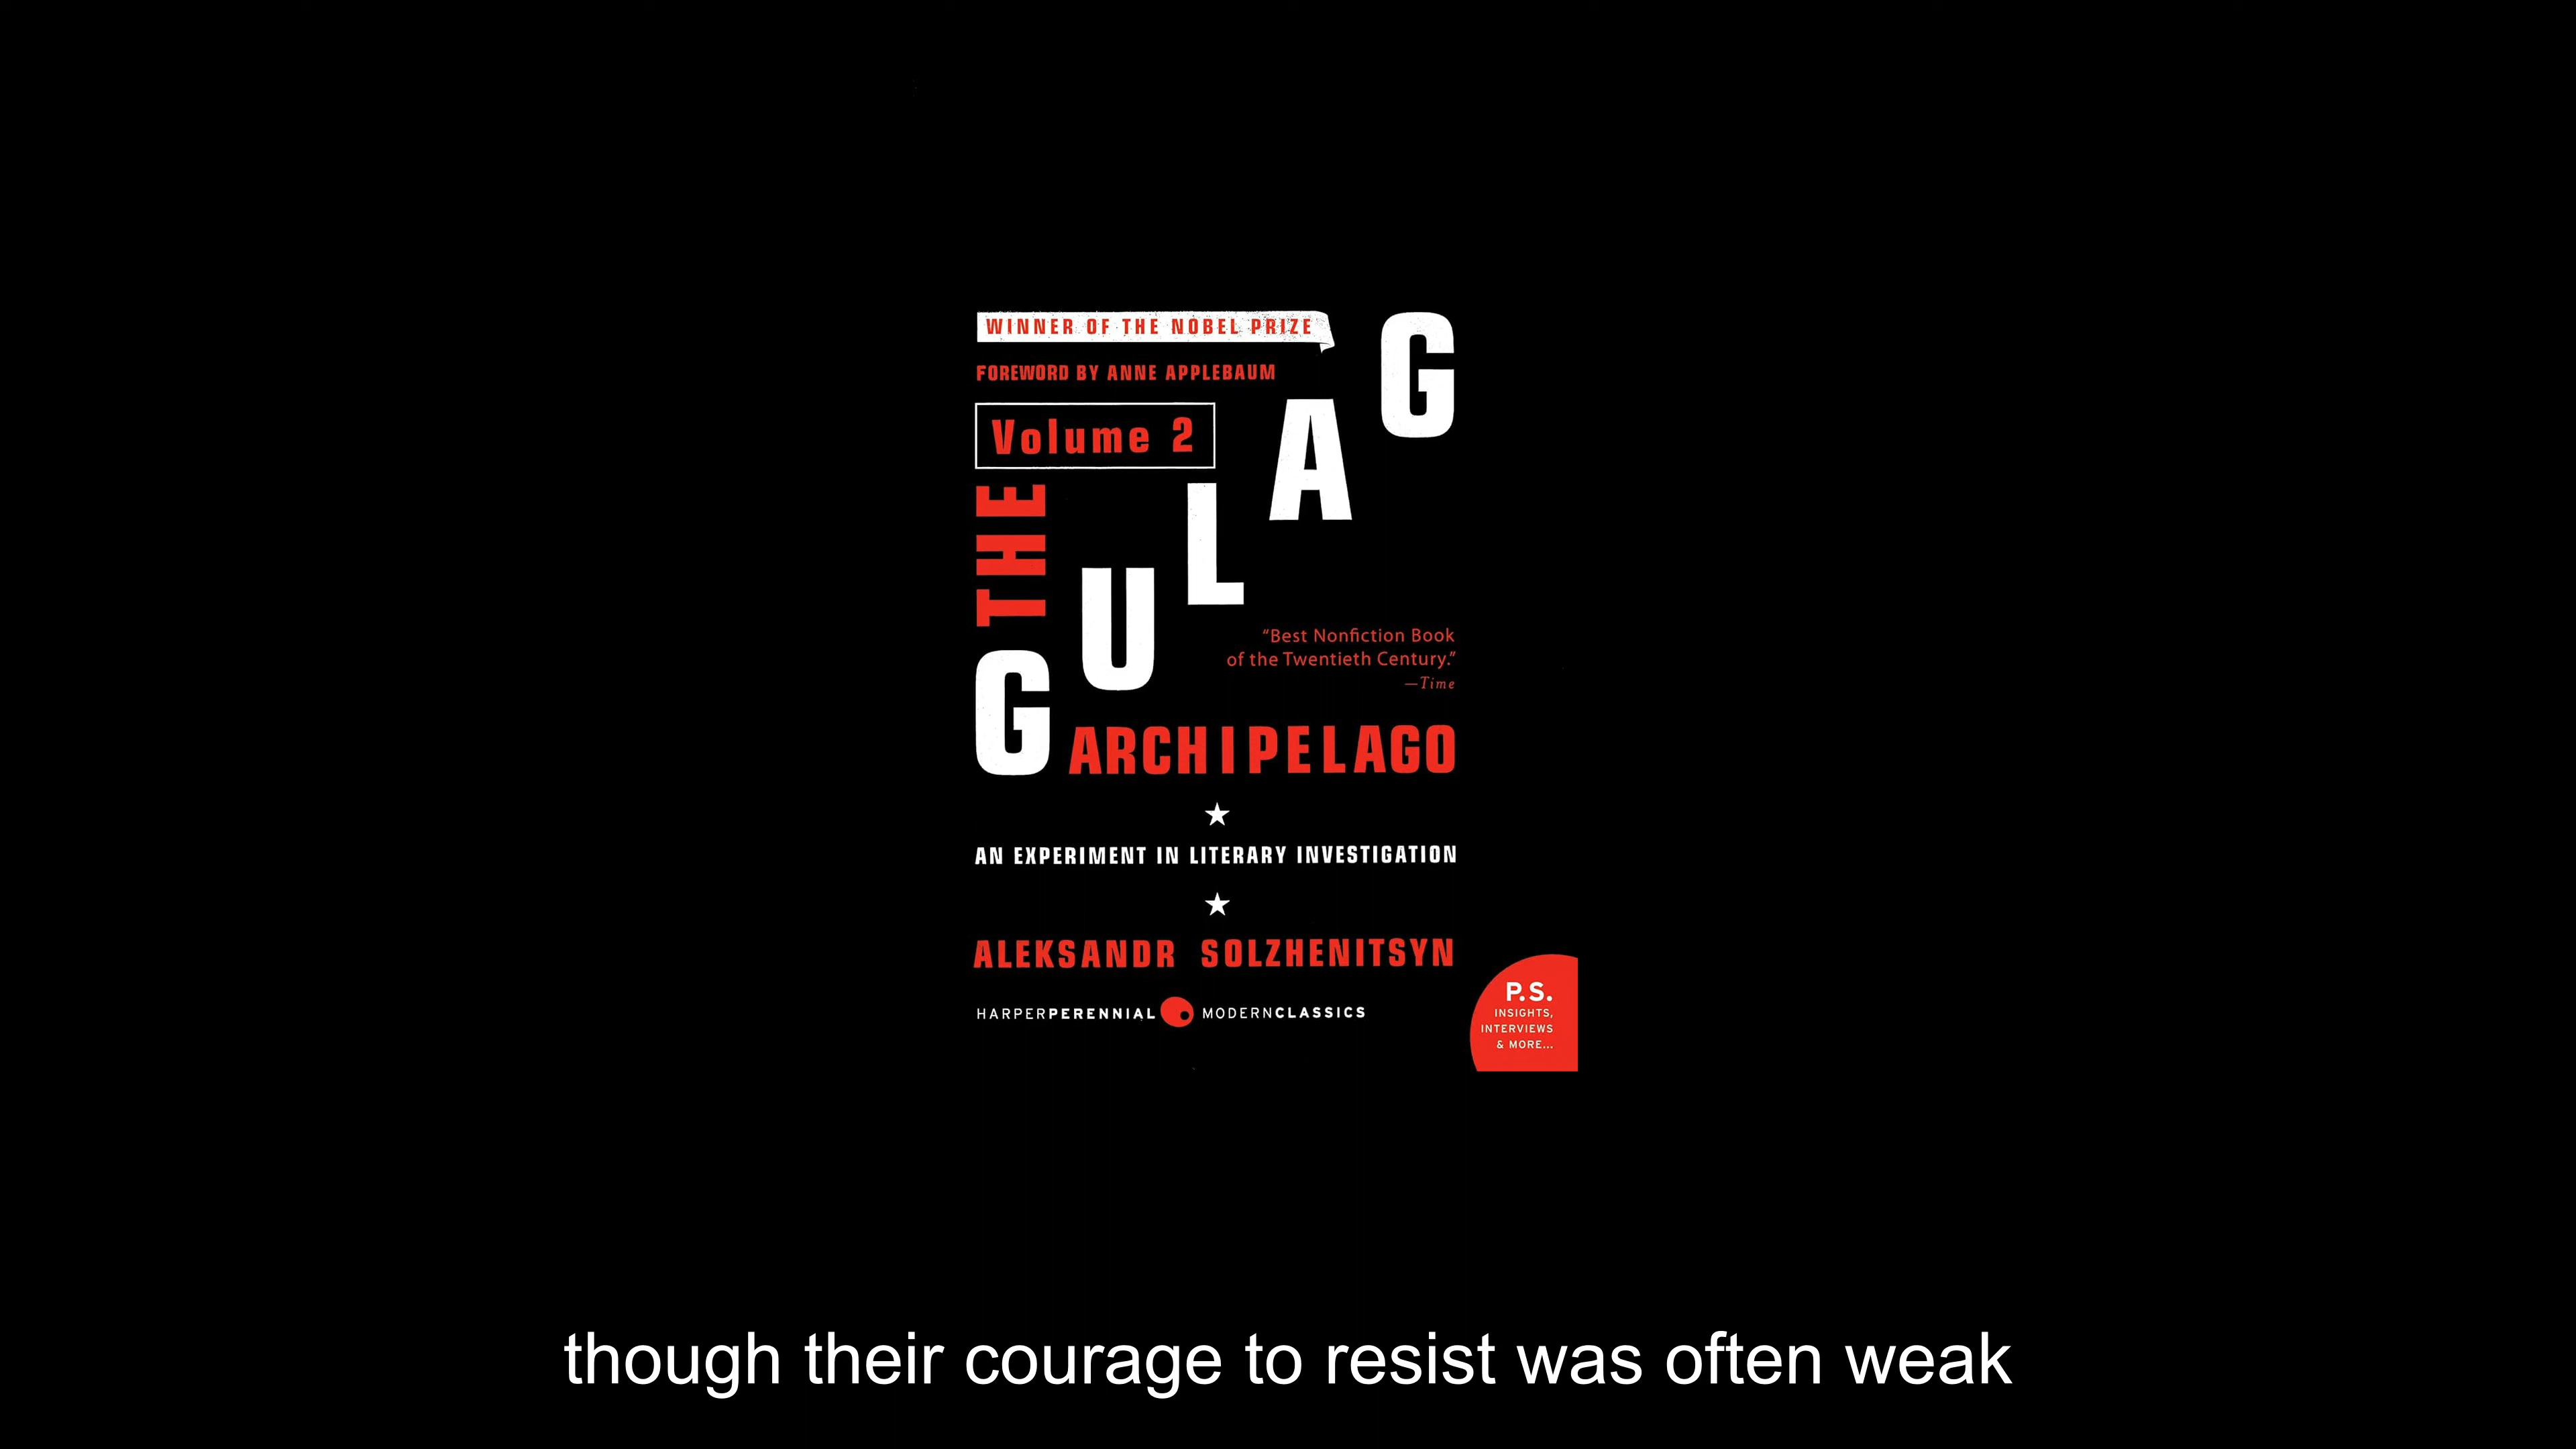 WINNER OF THE NOBEL PRIZE
FOREWORD BY ANNE APPLEBAUM
Volume 2
THE
GULAG
ARCHIPELAGO
“Best Nonfiction Book
of the Twentieth Century.”
—Time
AN EXPERIMENT IN LITERARY INVESTIGATION
ALEKSANDR SOLZHENITSYN
HARPERPERENNIAL MODERNCLASSICS
P.S.
INSIGHTS,
INTERVIEWS
& MORE...
though their courage to resist was often weak